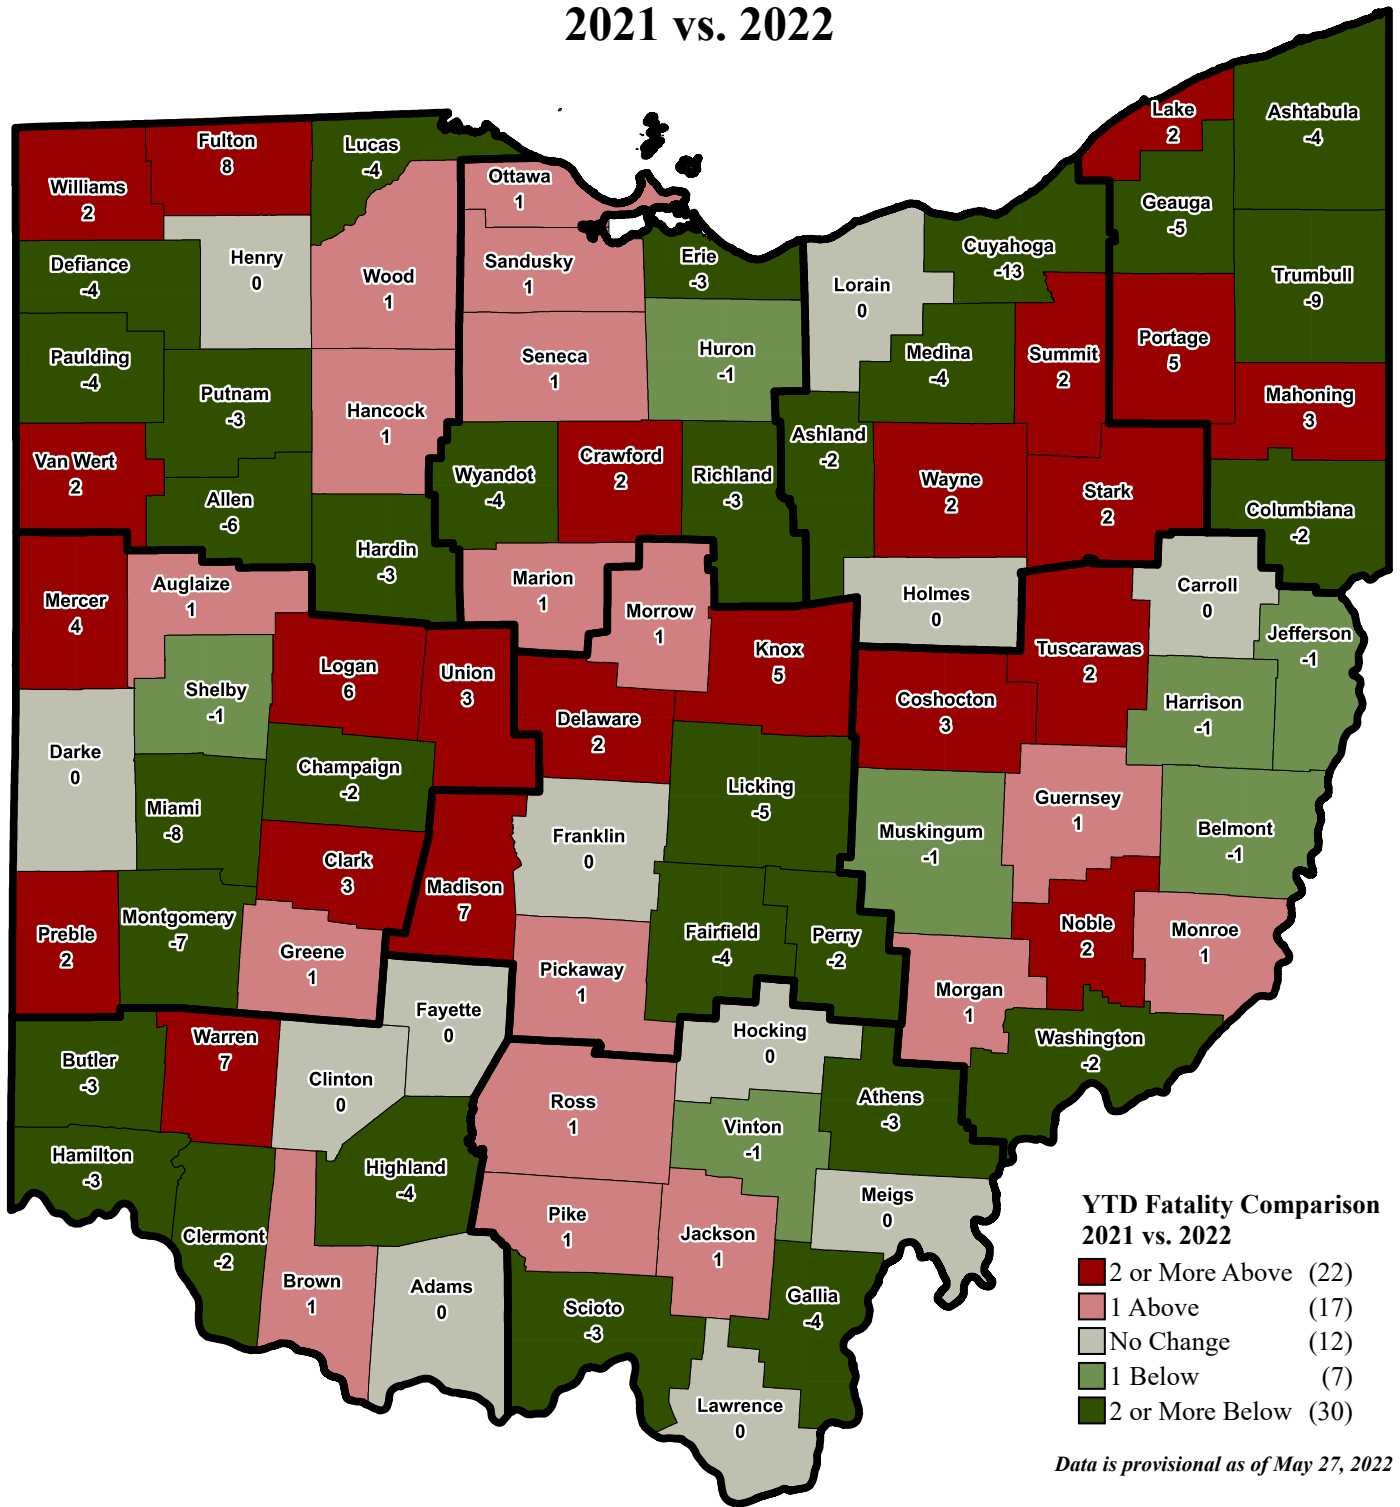 2021 vs. 2022
Williams
2
Fulton
8
Lucas
-4
Ottawa
1
Lake
2
Ashtabula
-4
Defiance
-4
Henry
0
Wood
1
Sandusky
1
Erie
-3
Lorain
0
Cuyahoga
-13
Geauga
-5
Trumbull
-9
Paulding
-4
Putnam
-3
Hancock
1
Seneca
1
Huron
-1
Medina
-4
Summit
2
Portage
5
Mahoning
3
Van Wert
2
Allen
-6
Hardin
-3
Wyandot
-4
Crawford
2
Richland
-3
Ashland
-2
Wayne
2
Stark
2
Columbiana
-2
Mercer
4
Auglaize
1
Marion
1
Morrow
1
Knox
5
Holmes
0
Tuscarawas
2
Carroll
0
Jefferson
-1
Logan
6
Union
3
Shelby
-1
Delaware
2
Coshocton
3
Harrison
-1
Darke
0
Miami
-8
Champaign
-2
Franklin
0
Licking
-5
Muskingum
-1
Guernsey
1
Belmont
-1
Clark
3
Madison
7
Preble
2
Montgomery
-7
Greene
1
Pickaway
1
Fairfield
-4
Perry
-2
Morgan
1
Noble
2
Monroe
1
Fayette
0
Hocking
0
Washington
-2
Butler
-3
Warren
7
Clinton
0
Ross
1
Vinton
-1
Athens
-3
Hamilton
-3
Highland
-4
Meigs
0
Clermont
-2
Brown
1
Adams
0
Pike
1
Jackson
1
Scioto
-3
Gallia
-4
Lawrence
0
YTD Fatality Comparison
2021 vs. 2022
2 or More Above (22)
1 Above (17)
No Change (12)
1 Below (7)
2 or More Below (30)
Data is provisional as of May 27, 2022